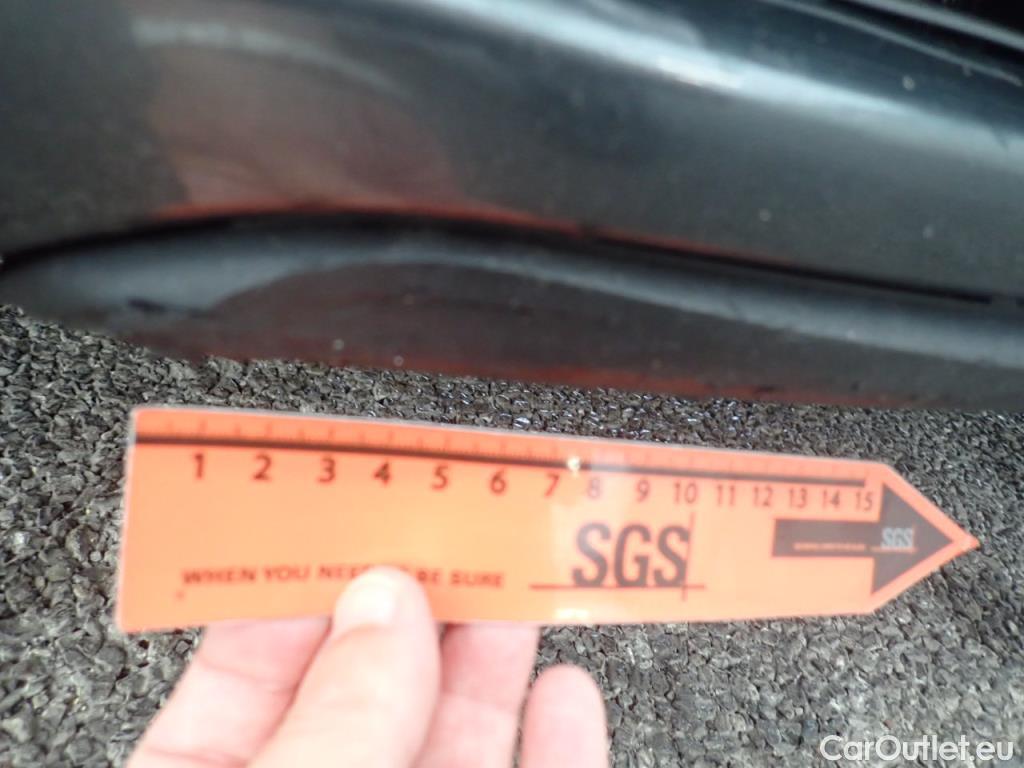 1 2 3 4 5 6 7 8 9 10 11 12 13 14 15
SGS
SGS
WHEN YOU NEED BE SURE
CarOutlet.eu